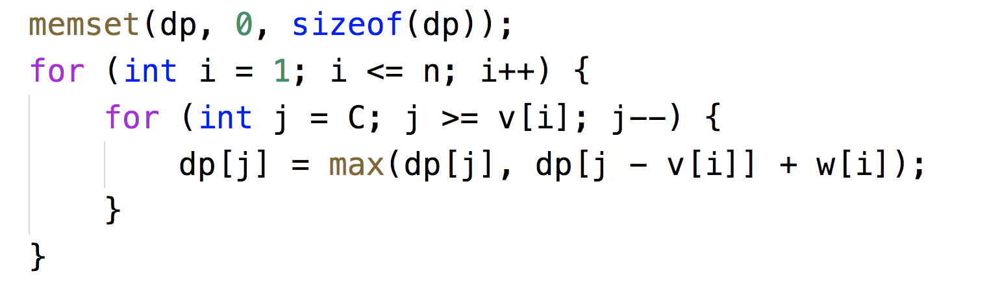 memset(dp, 0, sizeof(dp));
for (int i = 1; i <= n; i++) {
    for (int j = C; j >= v[i]; j--) {
        dp[j] = max(dp[j], dp[j - v[i]] + w[i]);
    }
}